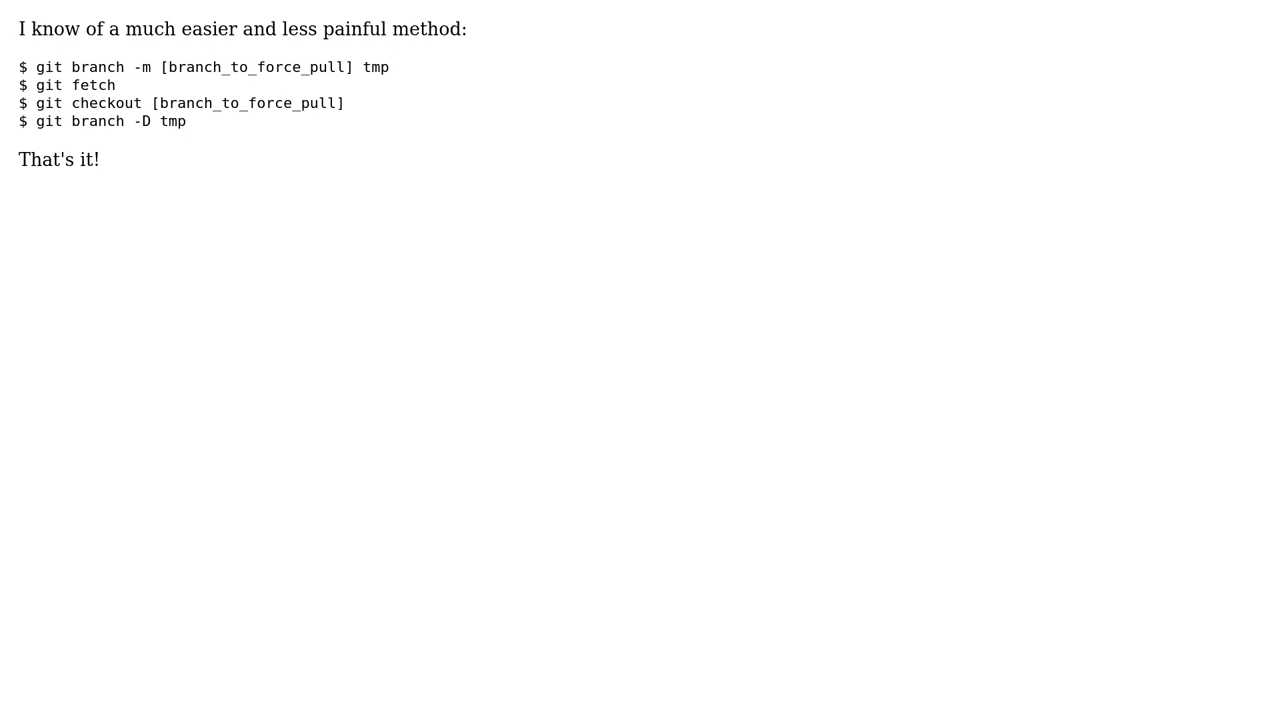 I know of a much easier and less painful method:
$ git branch -m [branch_to_force_pull] tmp
$ git fetch
$ git checkout [branch_to_force_pull]
$ git branch -D tmp
That's it!